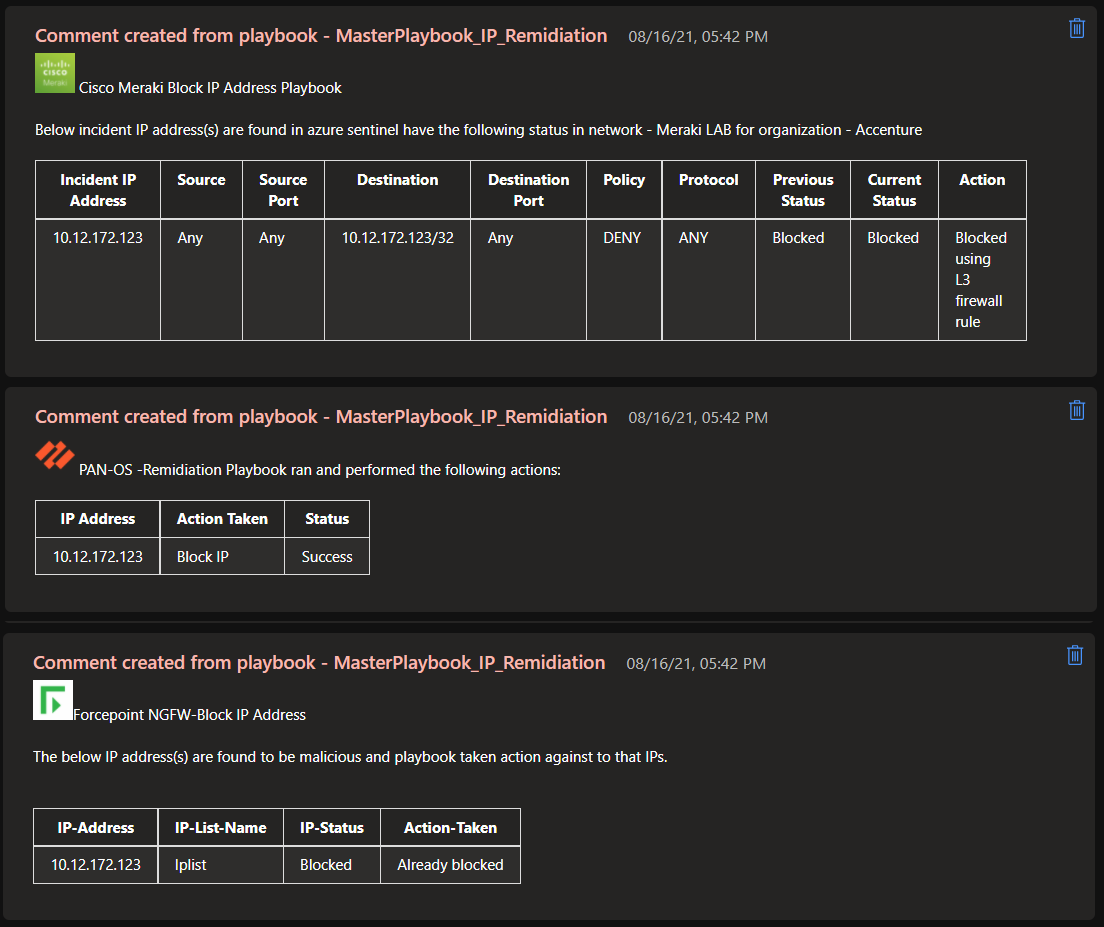 Comment created from playbook - MasterPlaybook_IP_Remidiation 08/16/21, 05:42 PM
CISCO
Meraki
Cisco Meraki Block IP Address Playbook
Below incident IP address(s) are found in azure sentinel have the following status in network - Meraki LAB for organization - Accenture
Incident IP Address Source Source Port Destination Destination Port Policy Protocol Previous Status Current Status Action
10.12.172.123 Any Any 10.12.172.123/32 Any DENY ANY Blocked Blocked Blocked using L3 firewall rule
Comment created from playbook - MasterPlaybook_IP_Remidiation 08/16/21, 05:42 PM
PAN-OS -Remidiation Playbook ran and performed the following actions:
IP Address Action Taken Status
10.12.172.123 Block IP Success
Comment created from playbook - MasterPlaybook_IP_Remidiation 08/16/21, 05:42 PM
Forcepoint NGFW-Block IP Address
The below IP address(s) are found to be malicious and playbook taken action against to that IPs.
IP-Address IP-List-Name IP-Status Action-Taken
10.12.172.123 Iplist Blocked Already blocked